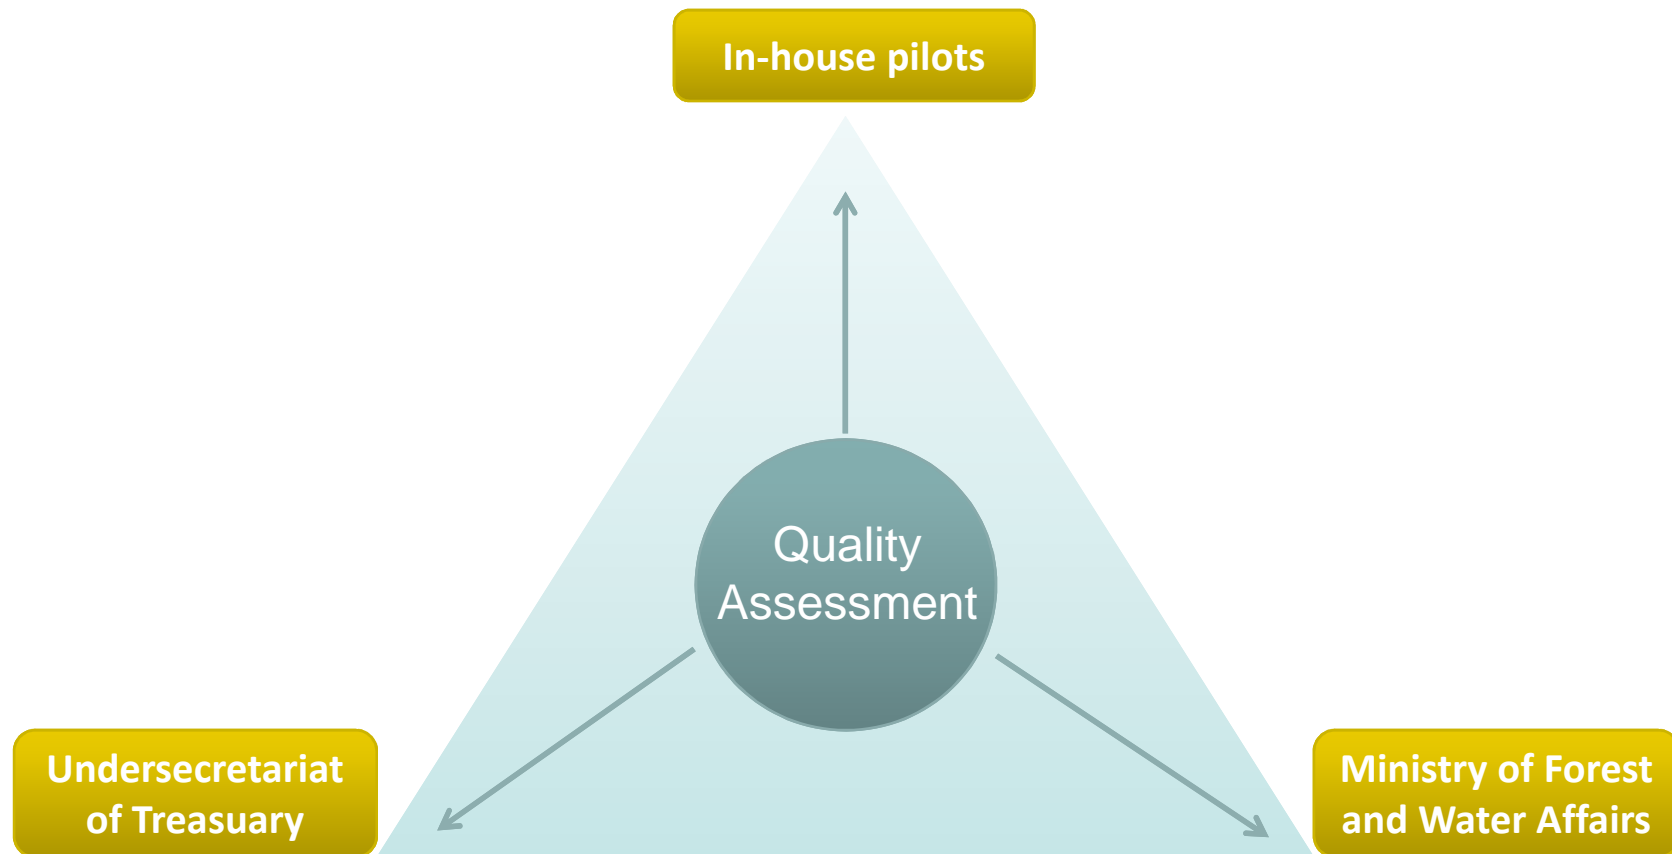 In-house pilots
Quality
Assessment
Undersecretariat
of Treasuary
Ministry of Forest
and Water Affairs